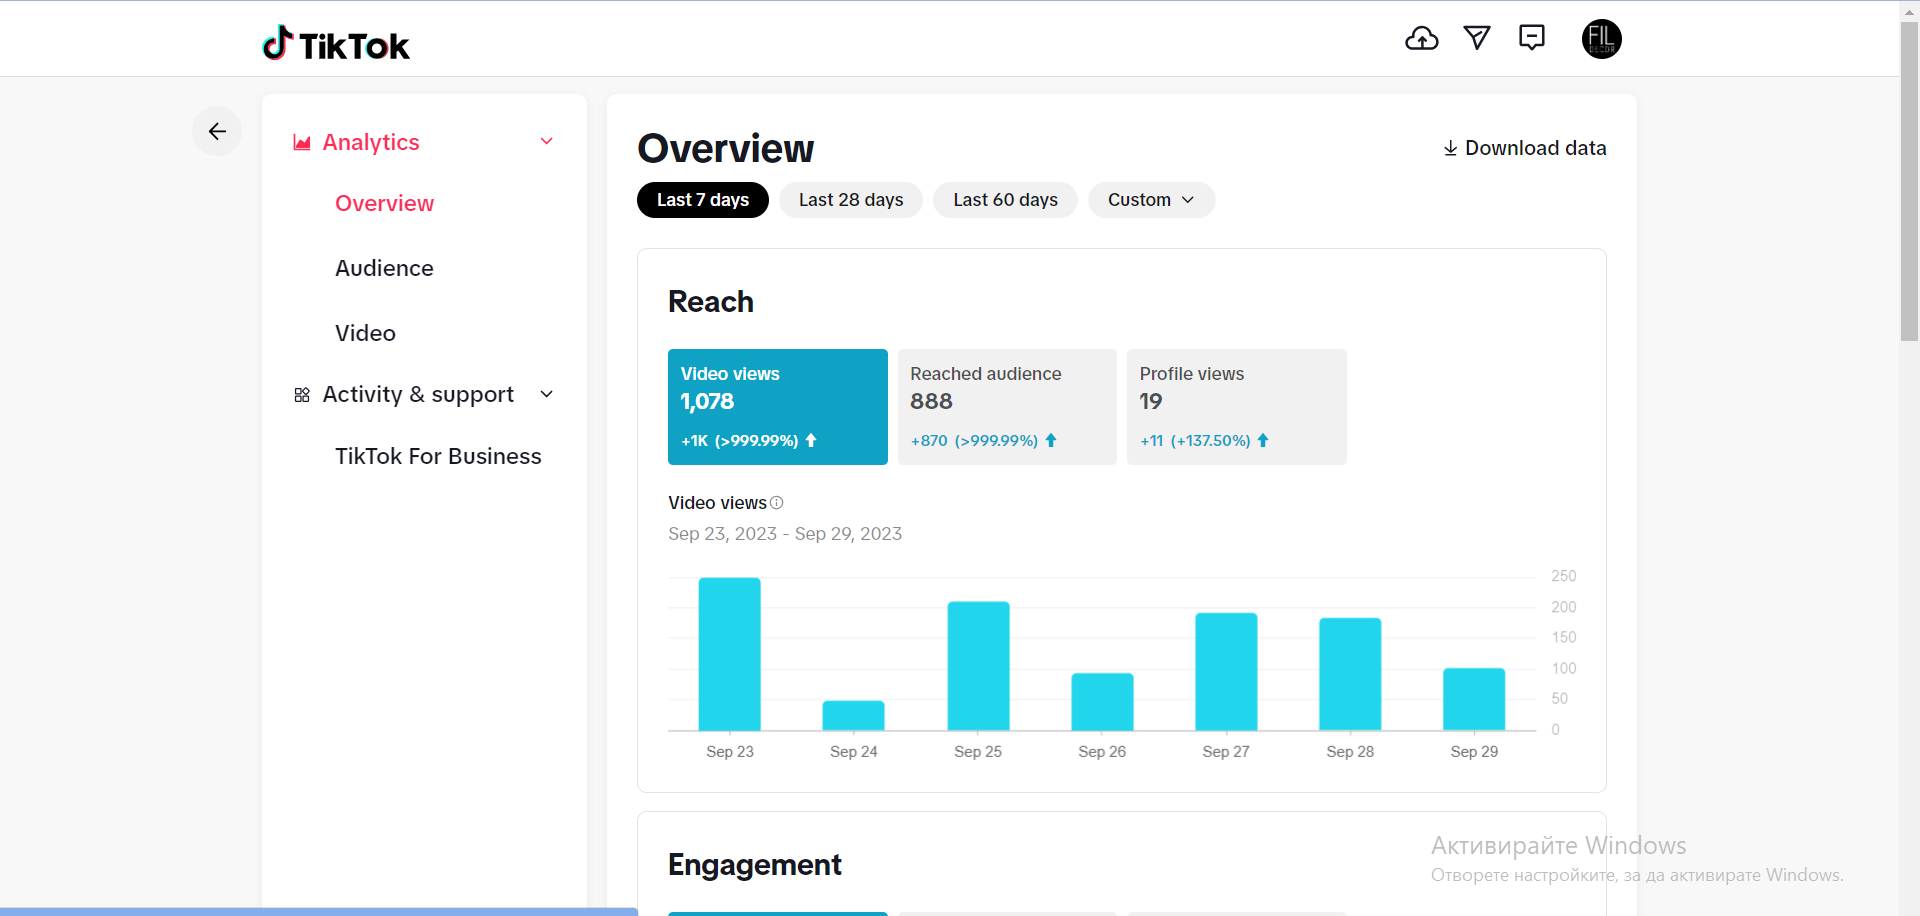 TikTok
FIL
DECOR
Analytics
Overview
Audience
Video
Activity & support
TikTok For Business
Overview
Download data
Last 7 days
Last 28 days
Last 60 days
Custom
Reach
Video views
1,078
+1K (>999.99%)
Reached audience
888
+870 (>999.99%)
Profile views
19
+11 (+137.50%)
Video views
Sep 23, 2023 - Sep 29, 2023
250
200
150
100
50
0
Sep 23 Sep 24 Sep 25 Sep 26 Sep 27 Sep 28 Sep 29
Engagement
Активирайте Windows
Отворете настройките, за да активирате Windows.